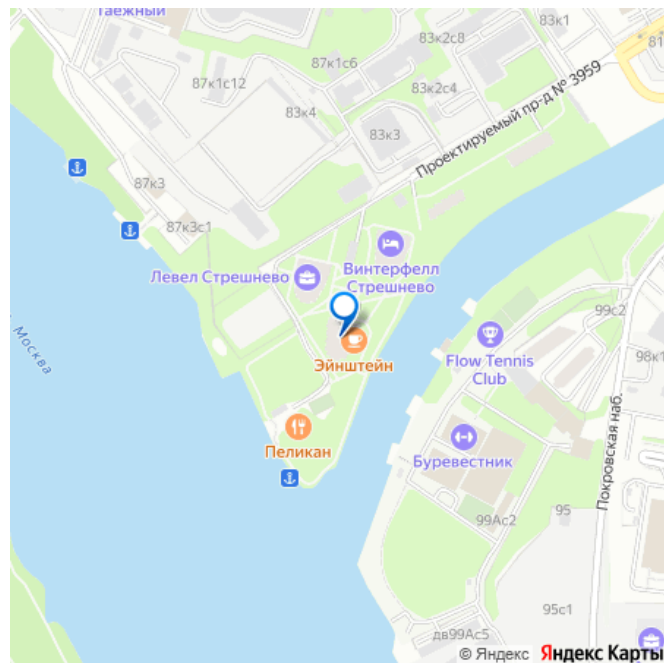 Таежный
83к1
81
87к1с6
83к2с8
87к1с12
83к2с4
83к4
83к3
Проектируемый пр-д № 3959
87к3
87к3с1
Левел Стрешнево
Винтерфелл
Стрешнево
99с2
Москва
Эйнштейн
Flow Tennis
Club
98к1
Пеликан
Буревестник
Покровская наб.
95
99Ас2
95с1
дв99Ас5
© Яндекс Яндекс Карты